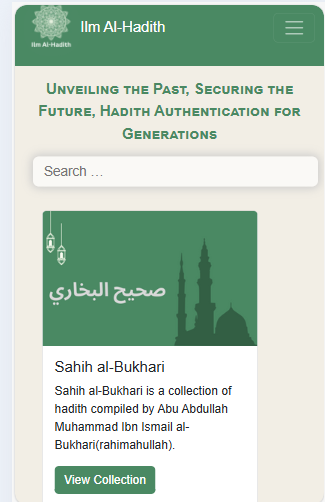 Ilm Al-Hadith
Ilm Al-Hadith
Unveiling the Past, Securing the
Future, Hadith Authentication for
Generations
Search ...
صحيح البخاري
Sahih al-Bukhari
Sahih al-Bukhari is a collection of
hadith compiled by Abu Abdullah
Muhammad Ibn Ismail al-
Bukhari(rahimahullah).
View Collection